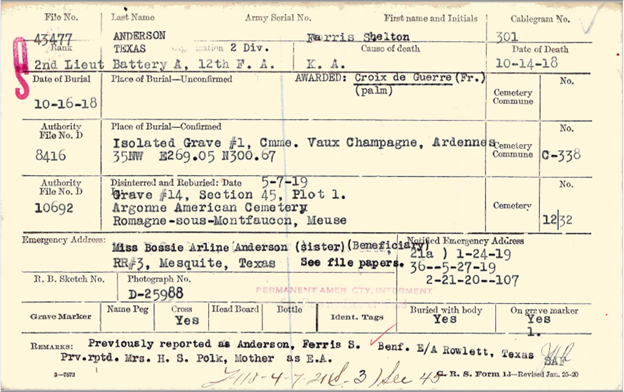 File No. Last Name Army Serial No. First name and Initials Cablegram No.
43477 ANDERSON Farris Shelton 301
Rank TEXAS Organization 2 Div. Cause of death Date of Death
2nd Lieut Battery A, 12th F. A. K. A. 10-14-18
Date of Burial Place of Burial—Unconfirmed AWARDED: Croix de Guerre (Fr.) No.
(palm) Cemetery
10-16-18 Commune
Authority Place of Burial—Confirmed No.
File No. D Isolated Grave #1, Cmme. Vaux Champagne, Ardennes Cemetery
8416 35NW E269.05 N300.67 Commune C-338
Authority Disinterred and Reburied: Date 5-7-19 No.
File No. D Grave #14, Section 45, Plot 1.
10692 Argonne American Cemetery Cemetery
Romagne-sous-Montfaucon, Meuse 12 32
Emergency Address: Miss Bossie Arline Anderson (sister)(Beneficiary) Notified Emergency Address
RR#3, Mesquite, Texas See file papers. 21a ) 1-24-19
36--5-27-19
R. B. Sketch No. Photograph No. 2-21-20--107
D-25988 PERMANENT AMER CTY. INTERMENT
Grave Marker Name Peg Cross Head Board Bottle Ident. Tags Buried with body On grave marker
Yes Yes Yes
1.
REMARKS: Previously reported as Anderson, Ferris S. Benf. E/A Rowlett, Texas
Prv.rptd. Mrs. H. S. Polk, Mother as E.A. SAF
3—7573 G. R. S. Form 11—Revised Jan. 25-20